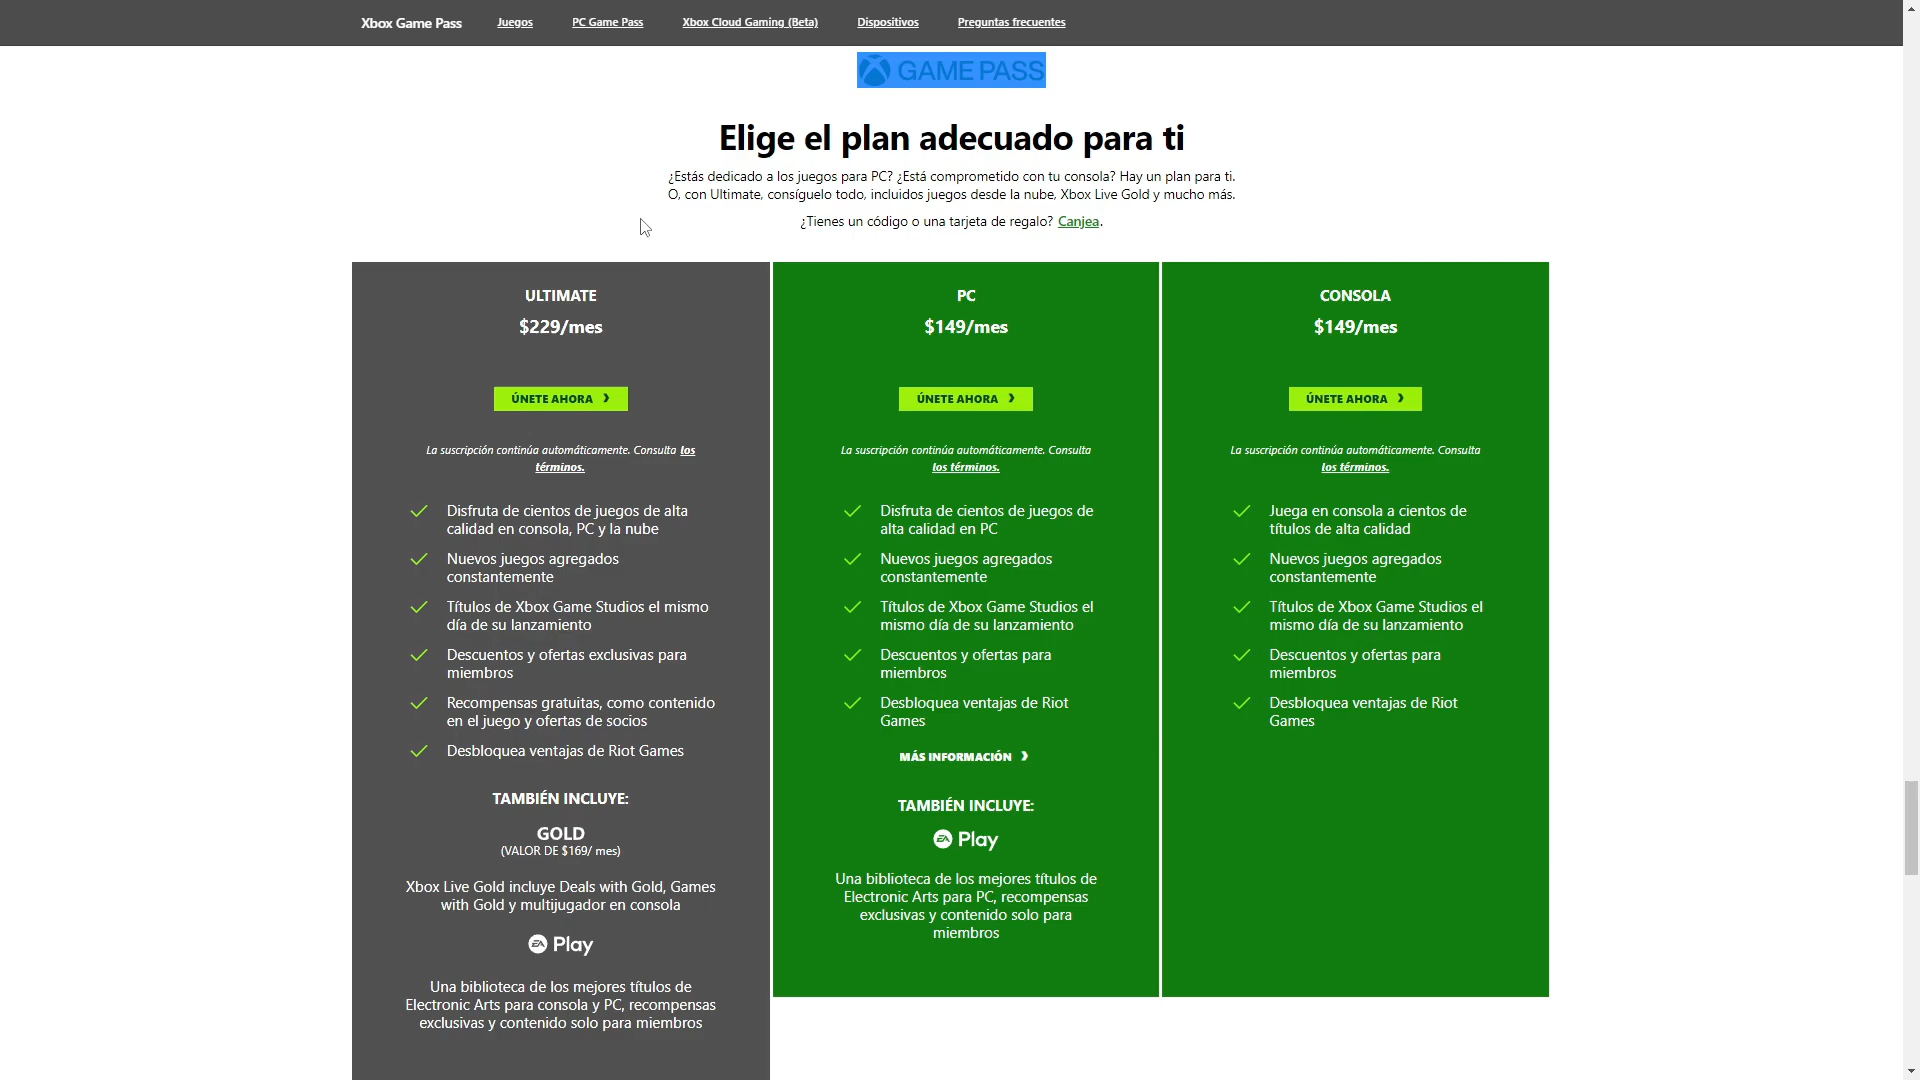 Xbox Game Pass Juegos PC Game Pass Xbox Cloud Gaming (Beta) Dispositivos Preguntas frecuentes
GAME PASS
Elige el plan adecuado para ti
¿Estás dedicado a los juegos para PC? ¿Está comprometido con tu consola? Hay un plan para ti.
O, con Ultimate, consíguelo todo, incluidos juegos desde la nube, Xbox Live Gold y mucho más.
¿Tienes un código o una tarjeta de regalo? Canjea.
ULTIMATE
$229/mes
ÚNETE AHORA
La suscripción continúa automáticamente. Consulta los
términos.
Disfruta de cientos de juegos de alta
calidad en consola, PC y la nube
Nuevos juegos agregados
constantemente
Títulos de Xbox Game Studios el mismo
día de su lanzamiento
Descuentos y ofertas exclusivas para
miembros
Recompensas gratuitas, como contenido
en el juego y ofertas de socios
Desbloquea ventajas de Riot Games
TAMBIÉN INCLUYE:
GOLD
(VALOR DE $169/ mes)
Xbox Live Gold incluye Deals with Gold, Games
with Gold y multijugador en consola
EA Play
Una biblioteca de los mejores títulos de
Electronic Arts para consola y PC, recompensas
exclusivas y contenido solo para miembros
PC
$149/mes
ÚNETE AHORA
La suscripción continúa automáticamente. Consulta
los términos.
Disfruta de cientos de juegos de
alta calidad en PC
Nuevos juegos agregados
constantemente
Títulos de Xbox Game Studios el
mismo día de su lanzamiento
Descuentos y ofertas para
miembros
Desbloquea ventajas de Riot
Games
MÁS INFORMACIÓN
TAMBIÉN INCLUYE:
EA Play
Una biblioteca de los mejores títulos de
Electronic Arts para PC, recompensas
exclusivas y contenido solo para
miembros
CONSOLA
$149/mes
ÚNETE AHORA
La suscripción continúa automáticamente. Consulta
los términos.
Juega en consola a cientos de
títulos de alta calidad
Nuevos juegos agregados
constantemente
Títulos de Xbox Game Studios el
mismo día de su lanzamiento
Descuentos y ofertas para
miembros
Desbloquea ventajas de Riot
Games